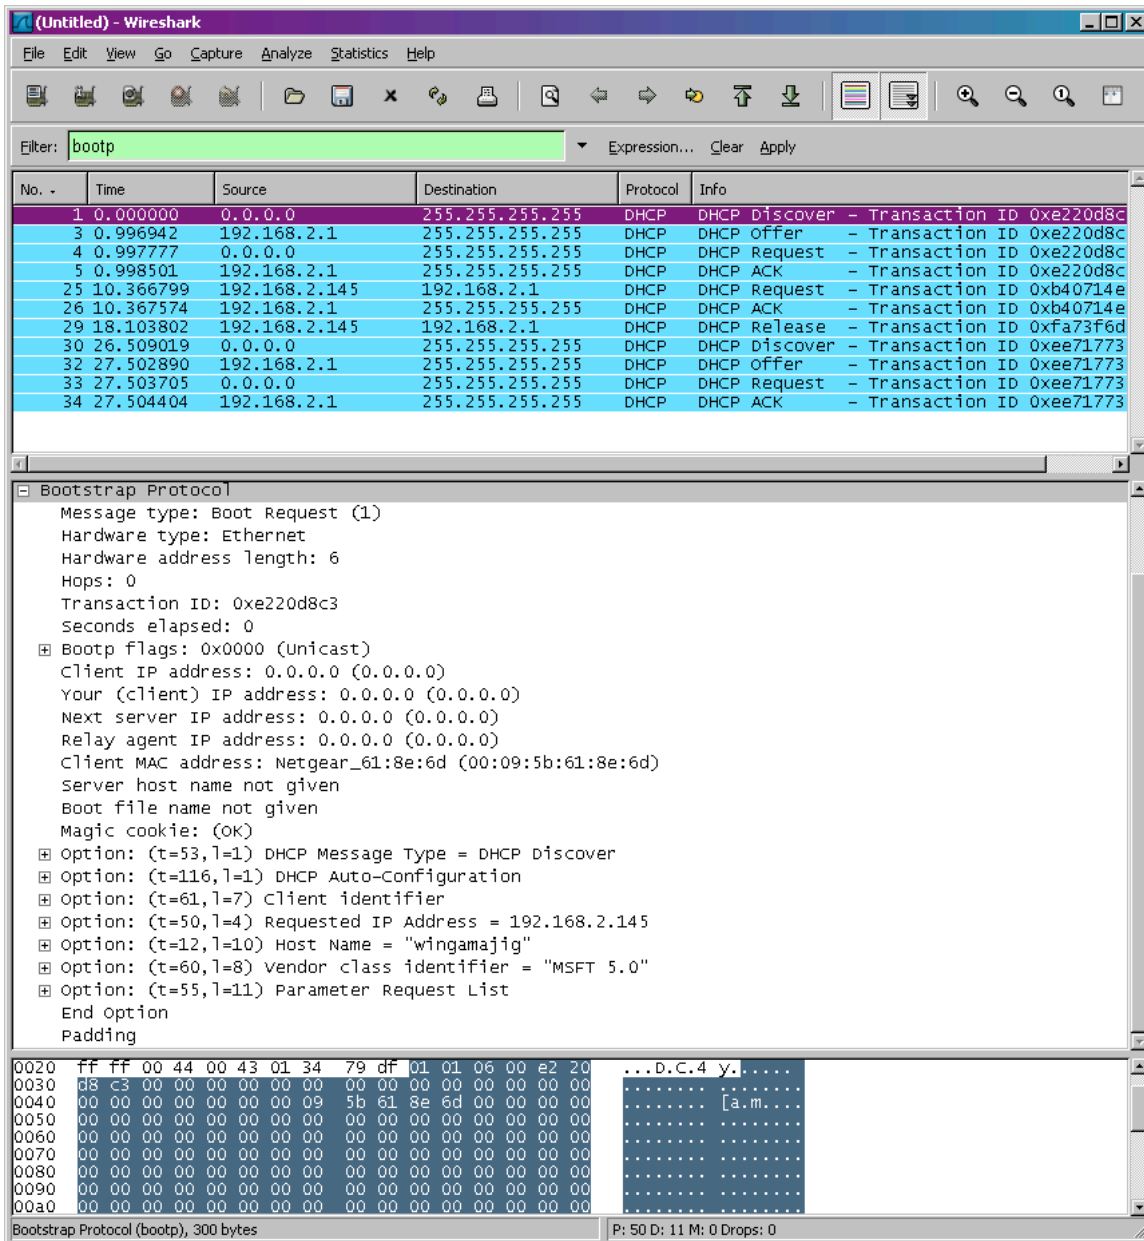 (Untitled) - Wireshark
File Edit View Go Capture Analyze Statistics Help
Filter: bootp Expression... Clear Apply
No. - Time Source Destination Protocol Info
1 0.000000 0.0.0.0 255.255.255.255 DHCP DHCP Discover - Transaction ID 0xe220d8c
3 0.996942 192.168.2.1 255.255.255.255 DHCP DHCP Offer - Transaction ID 0xe220d8c
4 0.997777 0.0.0.0 255.255.255.255 DHCP DHCP Request - Transaction ID 0xe220d8c
5 0.998501 192.168.2.1 255.255.255.255 DHCP DHCP ACK - Transaction ID 0xe220d8c
25 10.366799 192.168.2.145 192.168.2.1 DHCP DHCP Request - Transaction ID 0xb40714e
26 10.367574 192.168.2.1 255.255.255.255 DHCP DHCP ACK - Transaction ID 0xb40714e
29 18.103802 192.168.2.145 192.168.2.1 DHCP DHCP Release - Transaction ID 0xfa73f6d
30 26.509019 0.0.0.0 255.255.255.255 DHCP DHCP Discover - Transaction ID 0xee71773
32 27.502890 192.168.2.1 255.255.255.255 DHCP DHCP Offer - Transaction ID 0xee71773
33 27.503705 0.0.0.0 255.255.255.255 DHCP DHCP Request - Transaction ID 0xee71773
34 27.504404 192.168.2.1 255.255.255.255 DHCP DHCP ACK - Transaction ID 0xee71773
Bootstrap Protocol
Message type: Boot Request (1)
Hardware type: Ethernet
Hardware address length: 6
Hops: 0
Transaction ID: 0xe220d8c3
Seconds elapsed: 0
Bootp flags: 0x0000 (Unicast)
Client IP address: 0.0.0.0 (0.0.0.0)
Your (client) IP address: 0.0.0.0 (0.0.0.0)
Next server IP address: 0.0.0.0 (0.0.0.0)
Relay agent IP address: 0.0.0.0 (0.0.0.0)
Client MAC address: Netgear_61:8e:6d (00:09:5b:61:8e:6d)
Server host name not given
Boot file name not given
Magic cookie: (OK)
Option: (t=53,l=1) DHCP Message Type = DHCP Discover
Option: (t=116,l=1) DHCP Auto-Configuration
Option: (t=61,l=7) Client identifier
Option: (t=50,l=4) Requested IP Address = 192.168.2.145
Option: (t=12,l=10) Host Name = "wingamajig"
Option: (t=60,l=8) Vendor class identifier = "MSFT 5.0"
Option: (t=55,l=11) Parameter Request List
End Option
Padding
0020 ff ff 00 44 00 43 01 34 79 df 01 01 06 00 e2 20 ...D.C.4 y.....
0030 d8 c3 00 00 00 00 00 00 00 00 00 00 00 00 00 00 ........ ........
0040 00 00 00 00 00 00 00 09 5b 61 8e 6d 00 00 00 00 ........ [a.m....
0050 00 00 00 00 00 00 00 00 00 00 00 00 00 00 00 00 ........ ........
0060 00 00 00 00 00 00 00 00 00 00 00 00 00 00 00 00 ........ ........
0070 00 00 00 00 00 00 00 00 00 00 00 00 00 00 00 00 ........ ........
0080 00 00 00 00 00 00 00 00 00 00 00 00 00 00 00 00 ........ ........
0090 00 00 00 00 00 00 00 00 00 00 00 00 00 00 00 00 ........ ........
00a0 00 00 00 00 00 00 00 00 00 00 00 00 00 00 00 00 ........ ........
Bootstrap Protocol (bootp), 300 bytes P: 50 D: 11 M: 0 Drops: 0